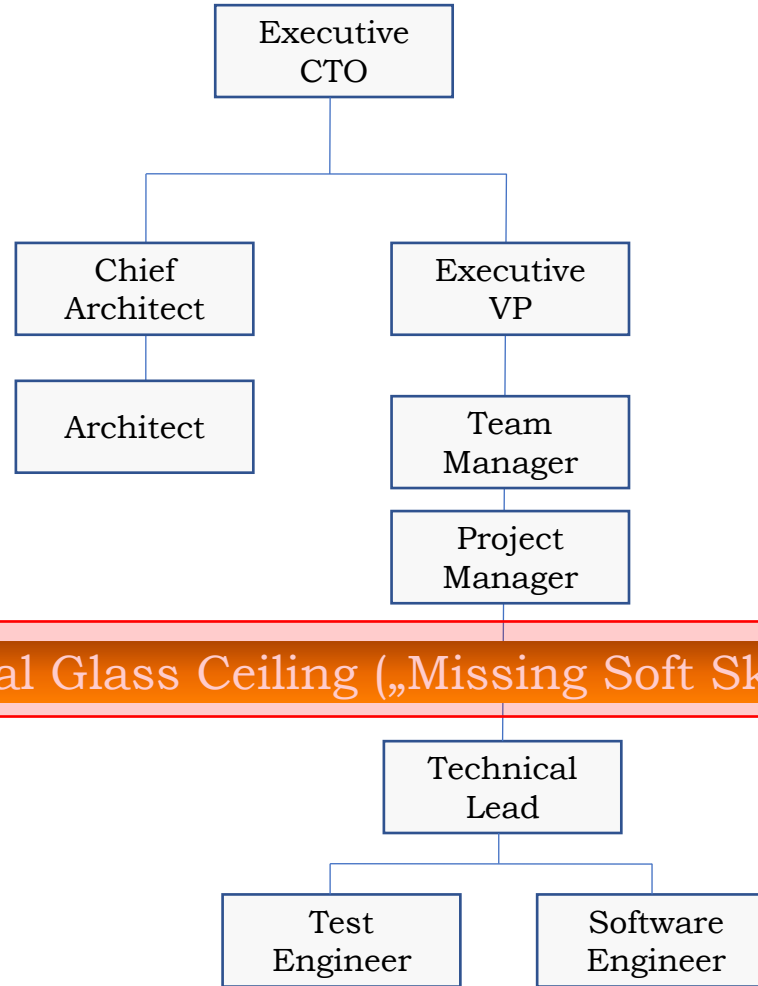 Executive
CTO
Chief
Architect
Executive
VP
Architect
Team
Manager
Project
Manager
Glass Ceiling („Missing Soft
Technical
Lead
Test
Engineer
Software
Engineer